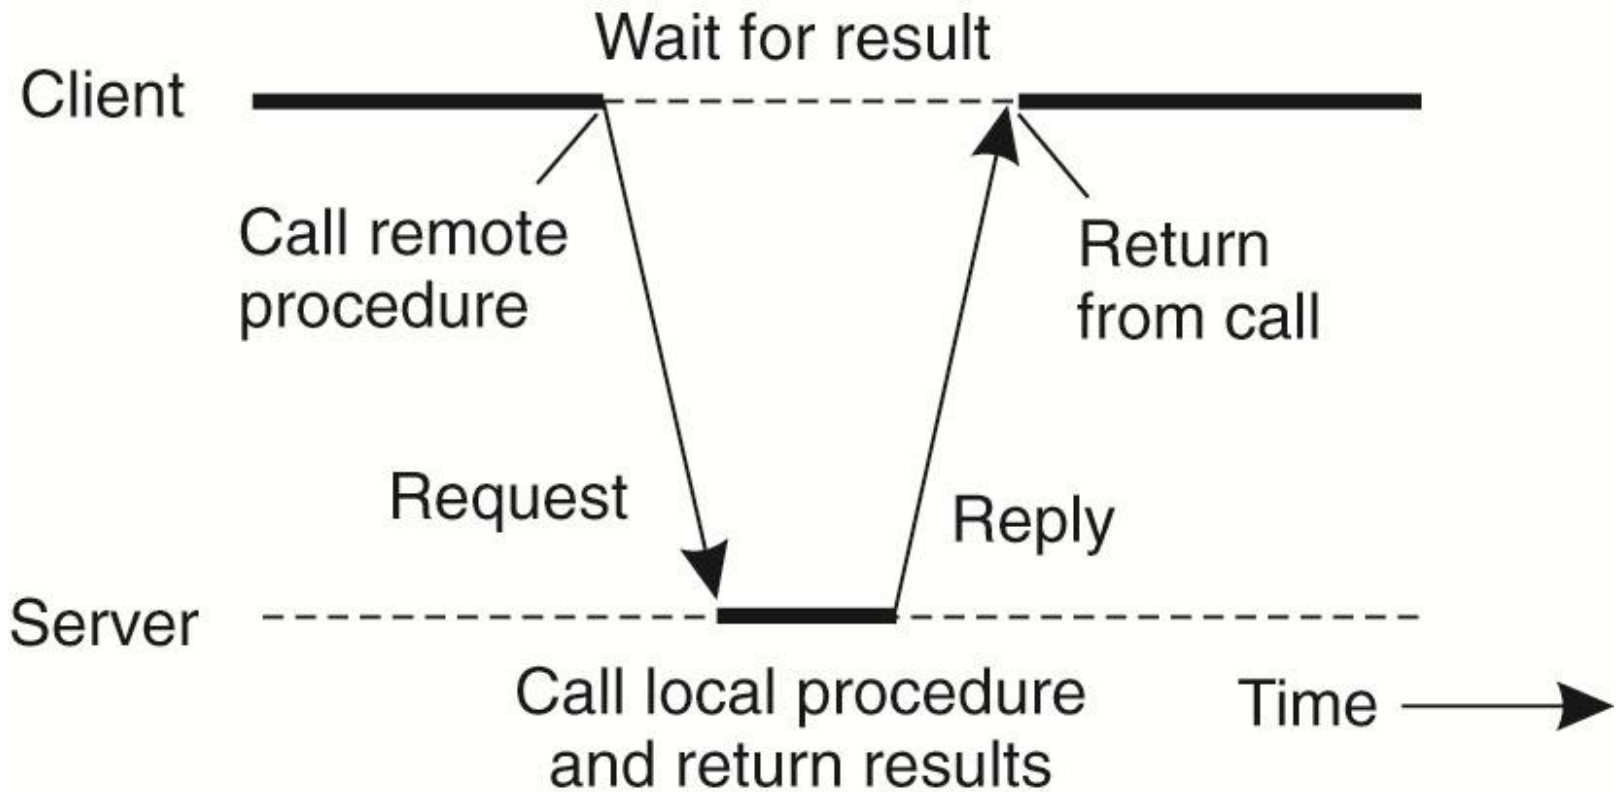 Wait for result
Client
Call remote
procedure
Return
from call
Request
Reply
Server
Call local procedure
and return results
Time